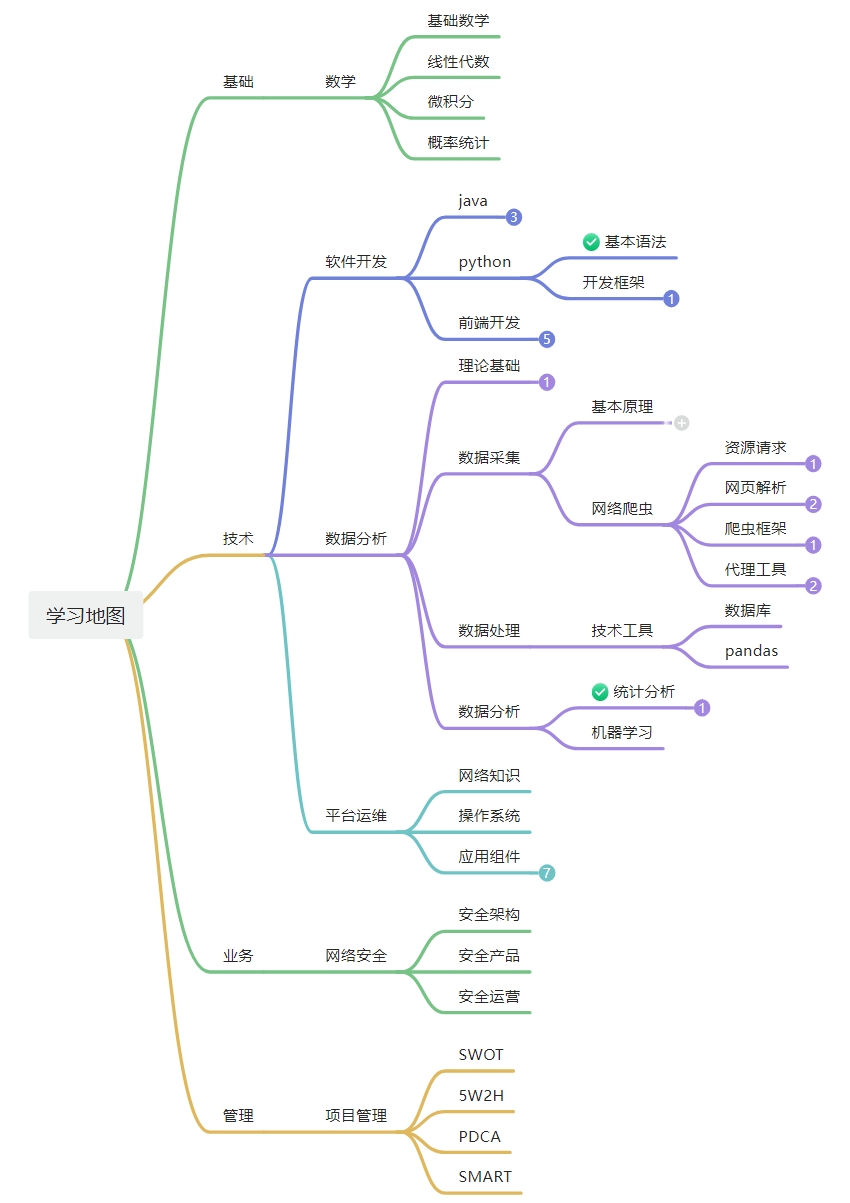 学习地图
基础
数学
基础数学
线性代数
微积分
概率统计
技术
软件开发
java
3
python
基本语法
开发框架
1
前端开发
5
数据分析
理论基础
1
数据采集
基本原理
网络爬虫
资源请求
1
网页解析
2
爬虫框架
1
代理工具
2
数据处理
技术工具
数据库
pandas
数据分析
统计分析
1
机器学习
平台运维
网络知识
操作系统
应用组件
7
业务
网络安全
安全架构
安全产品
安全运营
管理
项目管理
SWOT
5W2H
PDCA
SMART